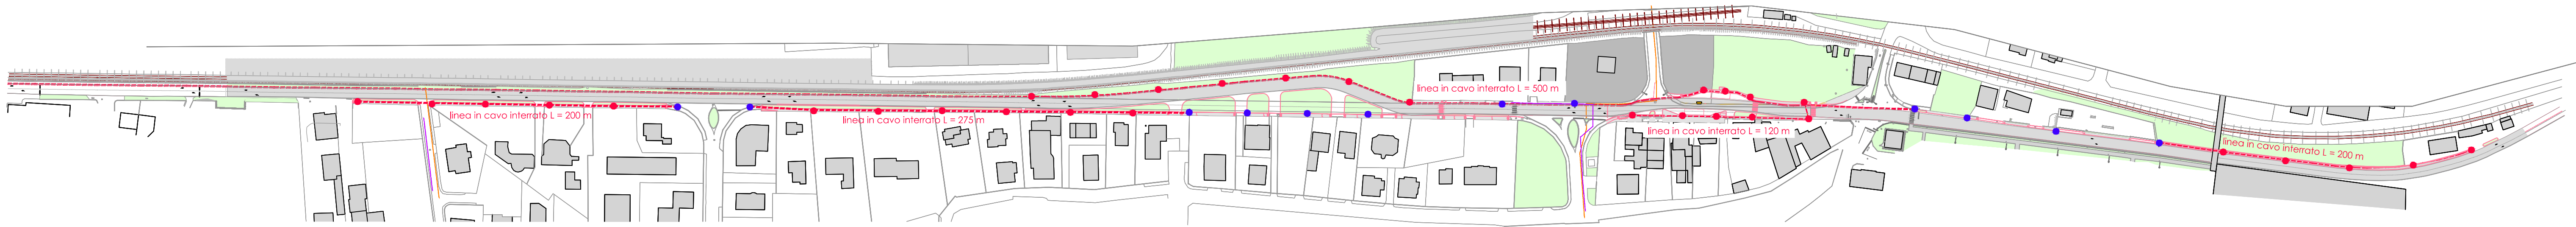 linea in cavo interrato L = 200 m
linea in cavo interrato L = 275 m
linea in cavo interrato L = 500 m
linea in cavo interrato L = 120 m
linea in cavo interrato L = 200 m